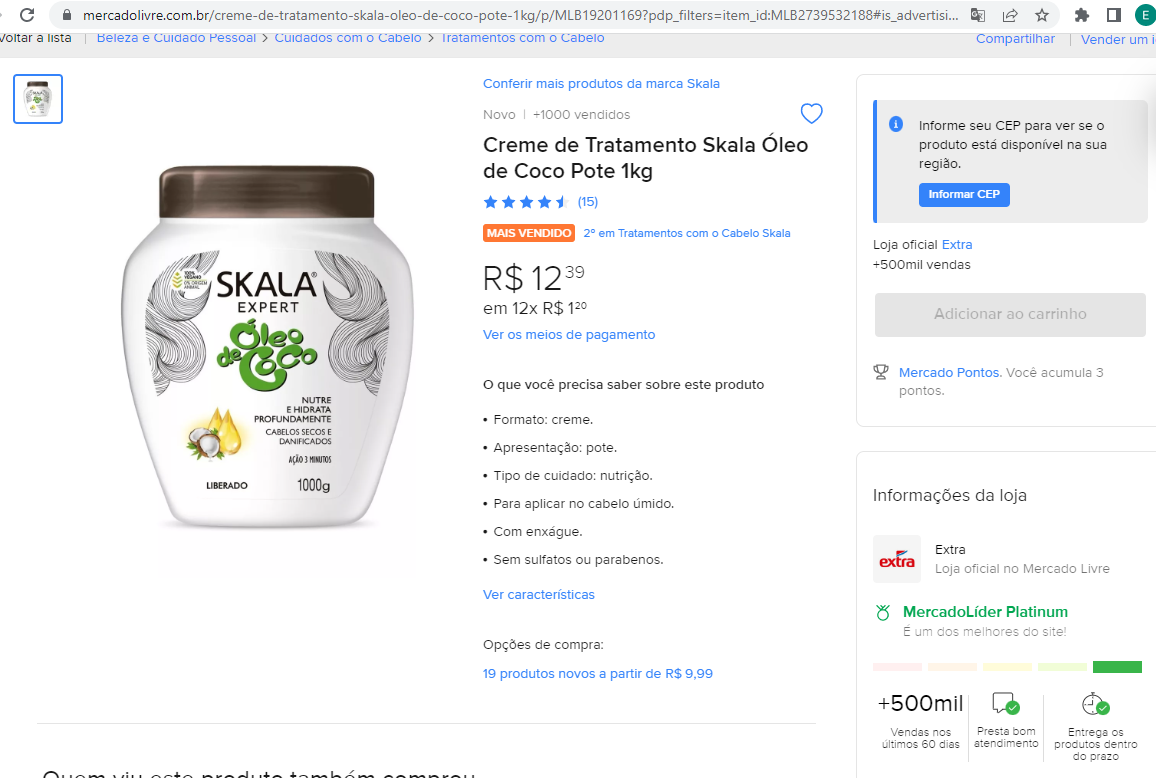 mercadolivre.com.br/creme-de-tratamento-skala-oleo-de-coco-pote-1kg/p/MLB19201169?pdp_filters=item_id:MLB2739532188#is_advertisi...
E
Voltar à lista | Beleza e Cuidado Pessoal > Cuidados com o Cabelo > Tratamentos com o Cabelo
Compartilhar | Vender um
Conferir mais produtos da marca Skala
Novo | +1000 vendidos
Creme de Tratamento Skala Óleo
de Coco Pote 1kg
(15)
MAIS VENDIDO 2º em Tratamentos com o Cabelo Skala
R$ 12 39
em 12x R$ 1 20
Ver os meios de pagamento
O que você precisa saber sobre este produto
• Formato: creme.
• Apresentação: pote.
• Tipo de cuidado: nutrição.
• Para aplicar no cabelo úmido.
• Com enxágue.
• Sem sulfatos ou parabenos.
Ver características
Opções de compra:
19 produtos novos a partir de R$ 9,99
100%
VEGANO
0% ORIGEM
ANIMAL
SKALA®
EXPERT
Óleo
de Coco
NUTRE
E HIDRATA
PROFUNDAMENTE
CABELOS SECOS E
DANIFICADOS
AÇÃO 3 MINUTOS
LIBERADO 1000g
Informe seu CEP para ver se o
produto está disponível na sua
região.
Informar CEP
Loja oficial Extra
+500mil vendas
Adicionar ao carrinho
Mercado Pontos. Você acumula 3
pontos.
Informações da loja
extra
Extra
Loja oficial no Mercado Livre
MercadoLíder Platinum
É um dos melhores do site!
+500mil
Vendas nos
últimos 60 dias
Presta bom
atendimento
Entrega os
produtos dentro
do prazo
Quem viu este produto também comprou